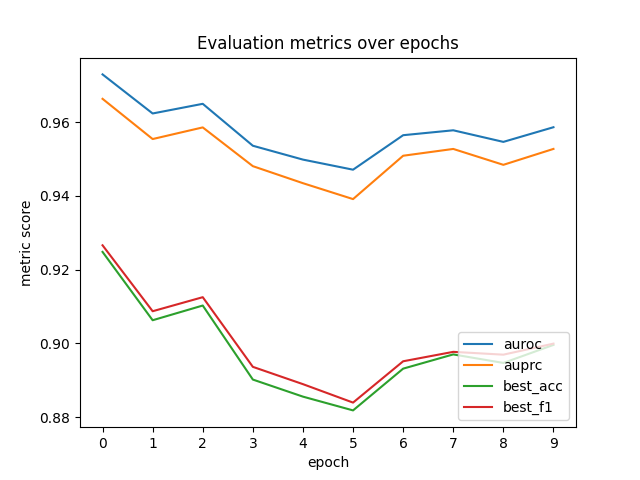 Evaluation metrics over epochs
metric score
0.96
0.94
0.92
0.90
0.88
auroc
auprc
best_acc
best_f1
0 1 2 3 4 5 6 7 8 9
epoch